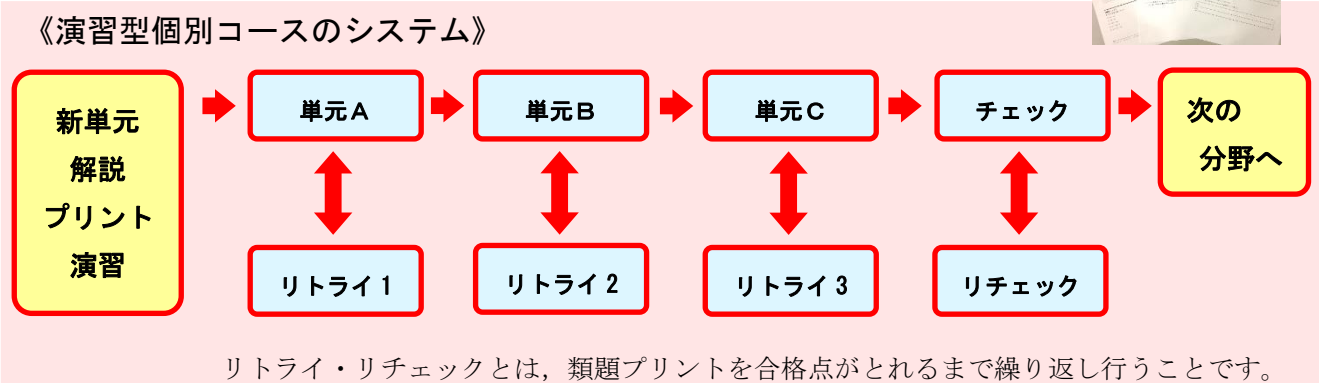 《演習型個別コースのシステム》
新単元
解説
プリント
演習
単元A
単元B
単元C
チェック
次の
分野へ
リトライ1
リトライ2
リトライ3
リチェック
リトライ・リチェックとは，類題プリントを合格点がとれるまで繰り返し行うことです。